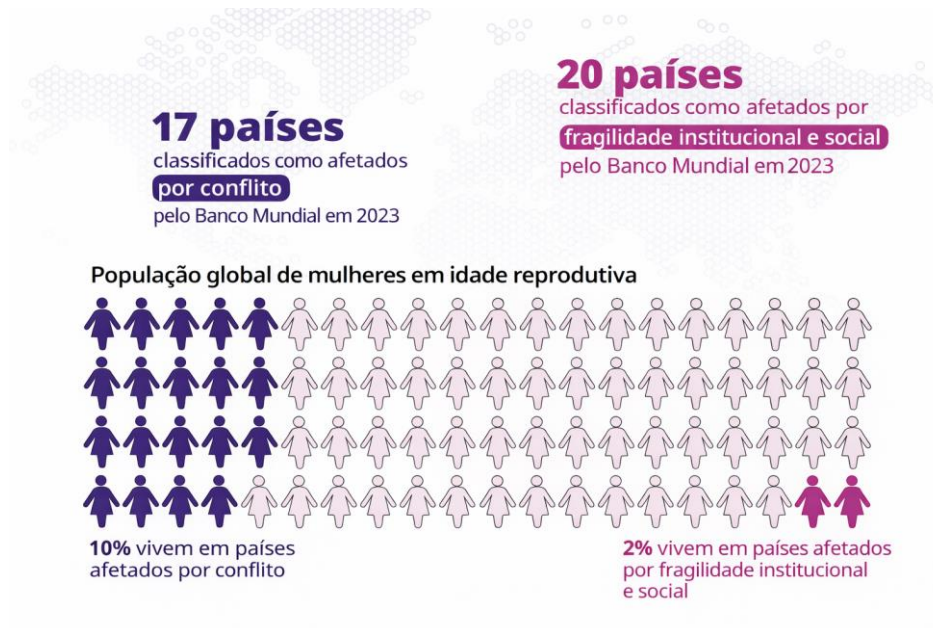 17 países
classificados como afetados
por conflito
pelo Banco Mundial em 2023
20 países
classificados como afetados por
fragilidade institucional e social
pelo Banco Mundial em 2023
População global de mulheres em idade reprodutiva
10% vivem em países
afetados por conflito
2% vivem em países afetados
por fragilidade institucional
e social